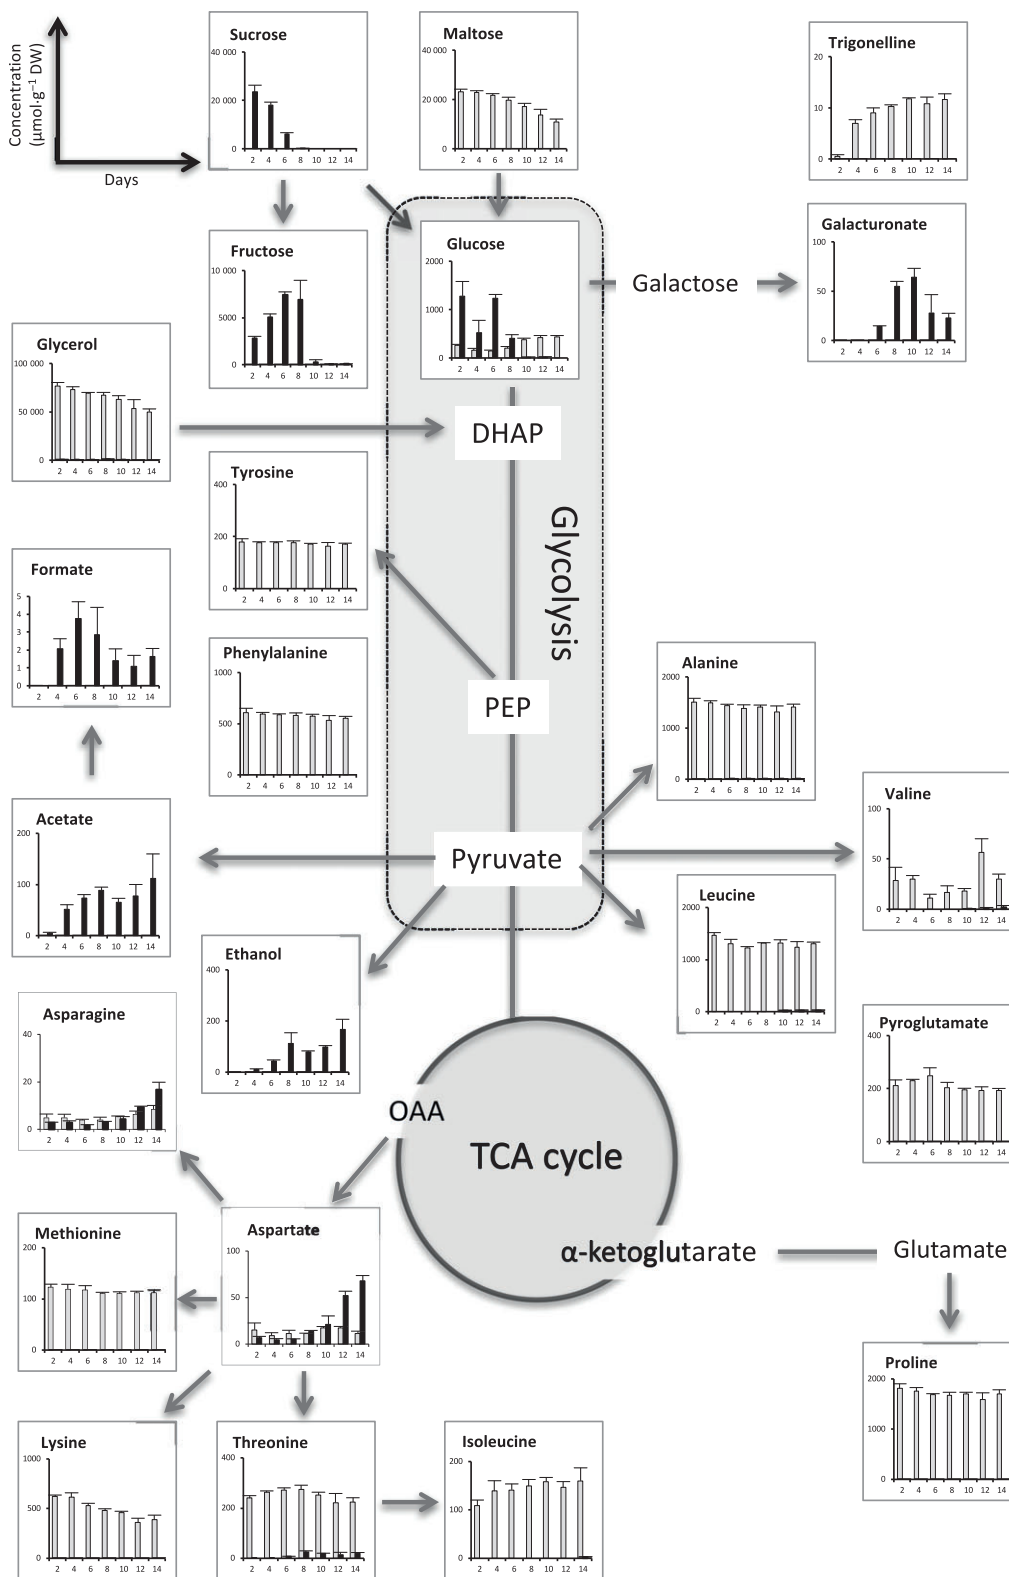 Concentration
(µmol·g⁻¹ DW)
Days
Sucrose
40 000
20 000
0
2 4 6 8 10 12 14
Maltose
40 000
20 000
0
2 4 6 8 10 12 14
Trigonelline
20
10
0
2 4 6 8 10 12 14
Fructose
10 000
5000
0
2 4 6 8 10 12 14
Glucose
2000
1000
0
2 4 6 8 10 12 14
Galactose
Galacturonate
100
50
0
2 4 6 8 10 12 14
Glycerol
100 000
50 000
0
2 4 6 8 10 12 14
DHAP
Glycolysis
Tyrosine
400
200
0
2 4 6 8 10 12 14
Formate
5
4
3
2
1
0
2 4 6 8 10 12 14
Phenylalanine
1000
500
0
2 4 6 8 10 12 14
PEP
Alanine
2000
1000
0
2 4 6 8 10 12 14
Acetate
200
100
0
2 4 6 8 10 12 14
Pyruvate
Valine
100
50
0
2 4 6 8 10 12 14
Leucine
2000
1000
0
2 4 6 8 10 12 14
Ethanol
400
200
0
2 4 6 8 10 12 14
Asparagine
40
20
0
2 4 6 8 10 12 14
Pyroglutamate
400
200
0
2 4 6 8 10 12 14
OAA
TCA cycle
α-ketoglutarate
Glutamate
Methionine
200
100
0
2 4 6 8 10 12 14
Aspartate
100
50
0
2 4 6 8 10 12 14
Proline
2000
1000
0
2 4 6 8 10 12 14
Lysine
1000
500
0
2 4 6 8 10 12 14
Threonine
400
200
0
2 4 6 8 10 12 14
Isoleucine
200
100
0
2 4 6 8 10 12 14